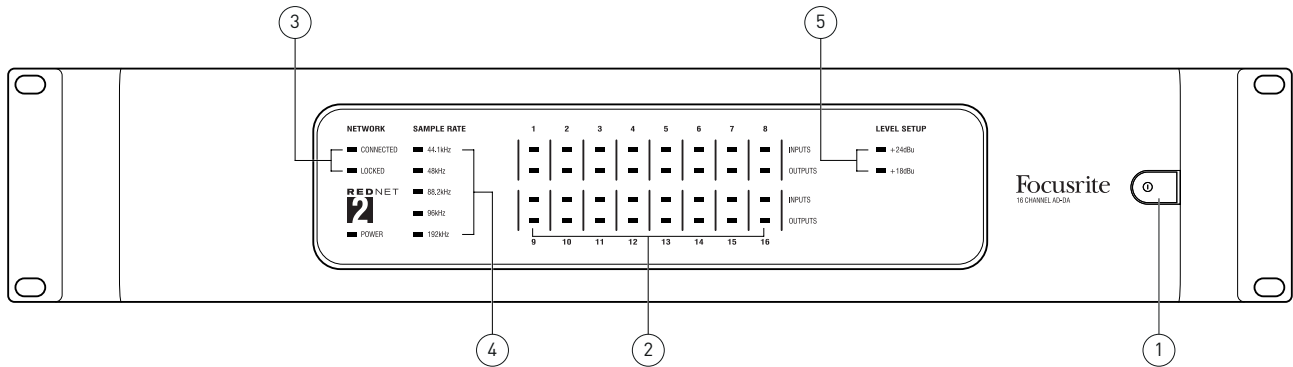 3
5
NETWORK
SAMPLE RATE
1 2 3 4 5 6 7 8
LEVEL SETUP
CONNECTED
44.1kHz
INPUTS
+24dBu
LOCKED
48kHz
OUTPUTS
+18dBu
REDNET
2
88.2kHz
96kHz
INPUTS
POWER
192kHz
OUTPUTS
9 10 11 12 13 14 15 16
Focusrite
16 CHANNEL AD-DA
4
2
1